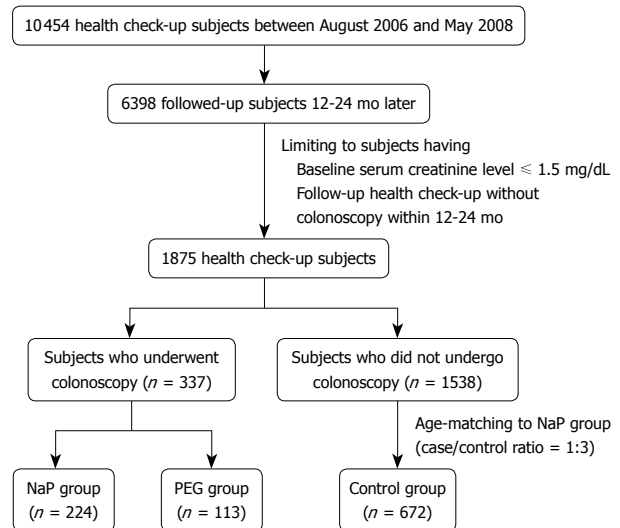 10 454 health check-up subjects between August 2006 and May 2008
6398 followed-up subjects 12-24 mo later
Limiting to subjects having
Baseline serum creatinine level ⩽ 1.5 mg/dL
Follow-up health check-up without
colonoscopy within 12-24 mo
1875 health check-up subjects
Subjects who underwent
colonoscopy (n = 337)
Subjects who did not undergo
colonoscopy (n = 1538)
Age-matching to NaP group
(case/control ratio = 1:3)
NaP group
(n = 224)
PEG group
(n = 113)
Control group
(n = 672)